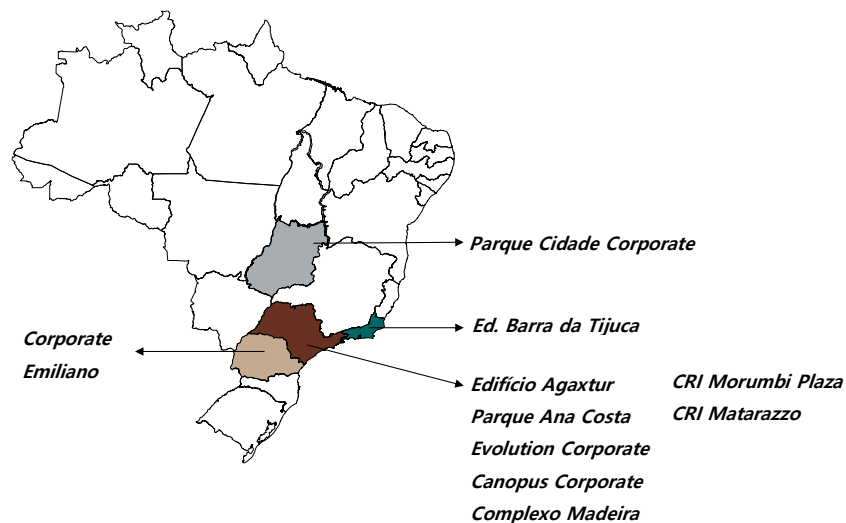 Parque Cidade Corporate
Ed. Barra da Tijuca
Corporate
Emiliano
Edifício Agaxtur
Parque Ana Costa
Evolution Corporate
Canopus Corporate
Complexo Madeira
CRI Morumbi Plaza
CRI Matarazzo